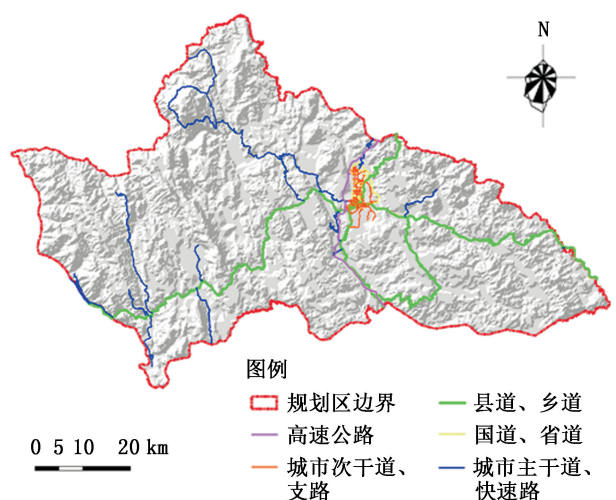 N
图例
规划区边界
县道、乡道
高速公路
国道、省道
城市次干道、
支路
城市主干道、
快速路
0 5 10 20 km